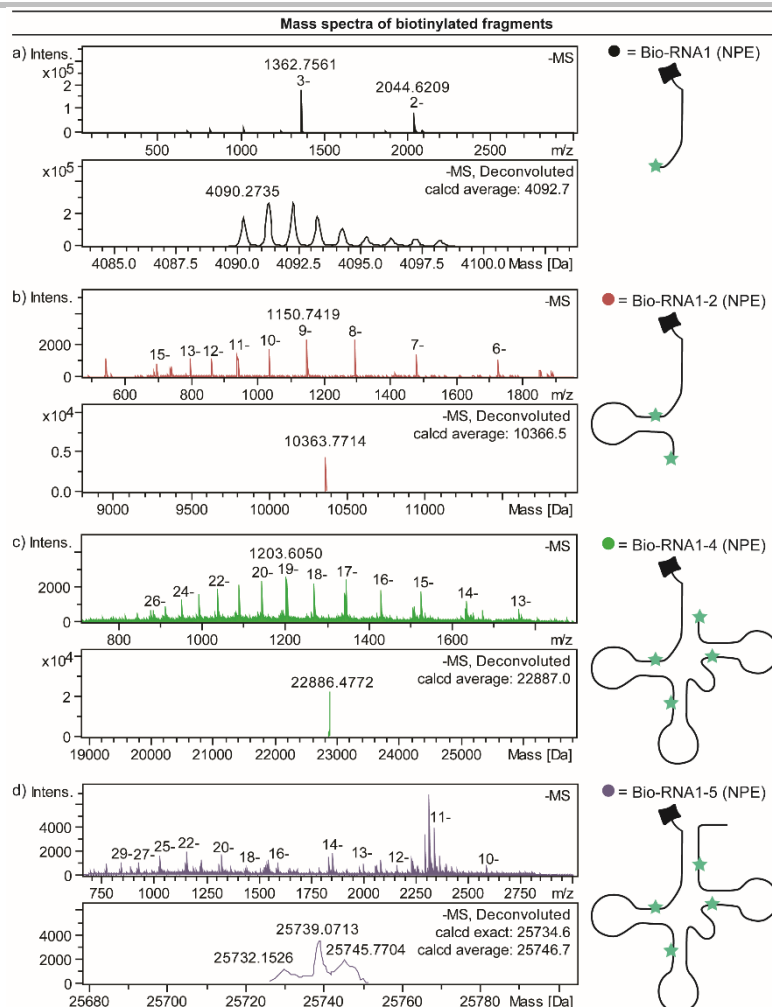 Mass spectra of biotinylated fragments
a) Intens.
x10⁵
-MS
1362.7561
3-
2044.6209
2-
2
1
0
500 1000 1500 2000 2500 m/z
x10⁵
-MS, Deconvoluted
calcd average: 4092.7
4090.2735
2
0
4085.0 4087.5 4090.0 4092.5 4095.0 4097.5 4100.0 Mass [Da]
= Bio-RNA1 (NPE)
b) Intens.
-MS
1150.7419
15- 13- 12- 11- 10- 9- 8- 7- 6-
2000
0
600 800 1000 1200 1400 1600 1800 m/z
x10⁴
-MS, Deconvoluted
calcd average: 10366.5
10363.7714
0.5
0.0
9000 9500 10000 10500 11000 Mass [Da]
= Bio-RNA1-2 (NPE)
c) Intens.
-MS
1203.6050
26- 24- 22- 20- 19- 18- 17- 16- 15- 14- 13-
2000
0
800 1000 1200 1400 1600 m/z
x10⁴
-MS, Deconvoluted
calcd average: 22887.0
22886.4772
2
0
19000 20000 21000 22000 23000 24000 25000 Mass [Da]
= Bio-RNA1-4 (NPE)
d) Intens.
-MS
29- 27- 25- 22- 20- 18- 16- 14- 13- 12- 11- 10-
4000
2000
0
750 1000 1250 1500 1750 2000 2250 2500 2750 m/z
-MS, Deconvoluted
calcd exact: 25734.6
calcd average: 25746.7
25739.0713
25732.1526 25745.7704
4000
2000
0
25680 25700 25720 25740 25760 25780 Mass [Da]
= Bio-RNA1-5 (NPE)